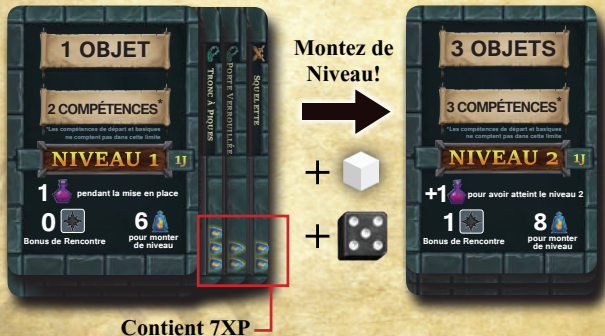 1 OBJET
2 COMPÉTENCES*
*Les compétences de départ et basiques
ne comptent pas dans cette limite
NIVEAU 1
1J
1 pendant la mise en place
0
Bonus de Rencontre
6
pour monter
de niveau
TRONC À PIQUES
PORTE VERROUILLÉE
SQUELETTE
Contient 7XP
Montez de
Niveau!
+
+
3 OBJETS
3 COMPÉTENCES*
*Les compétences de départ et basiques
ne comptent pas dans cette limite
NIVEAU 2
1J
+1 pour avoir atteint le niveau 2
1
Bonus de Rencontre
8
pour monter
de niveau